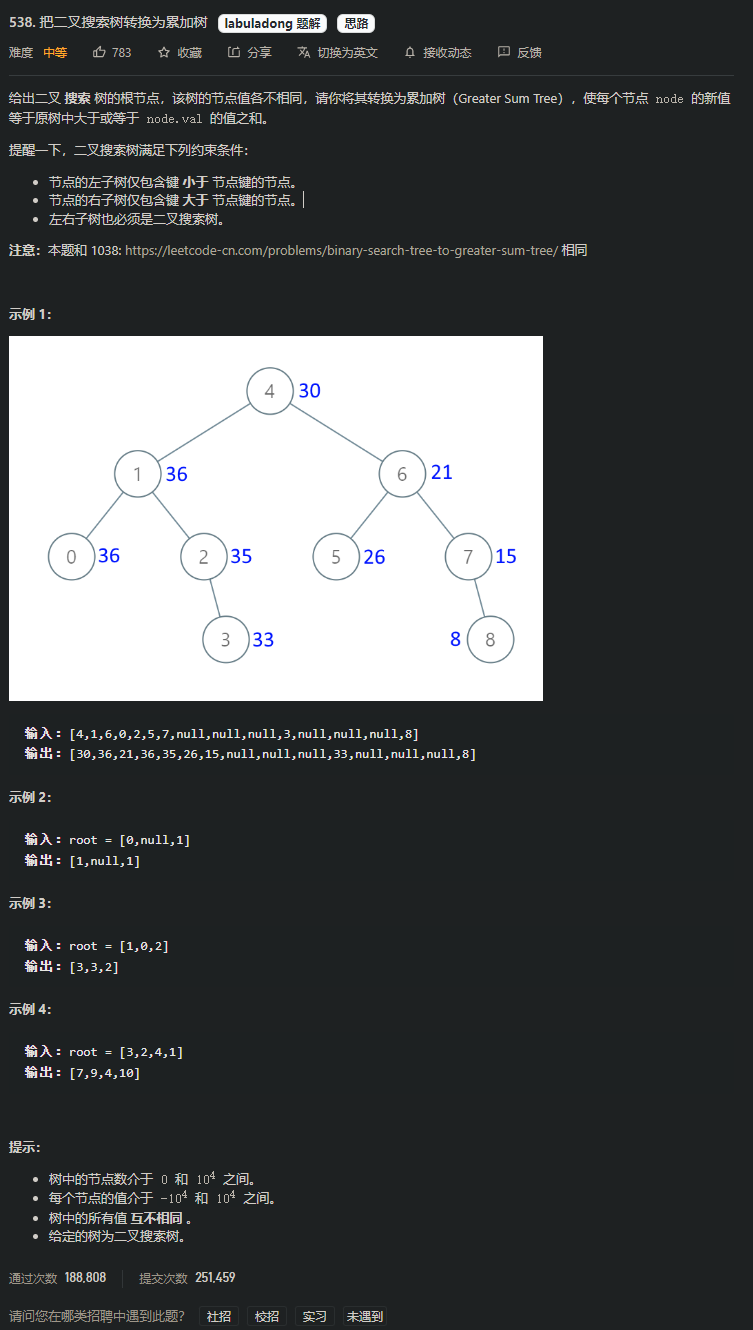 538. 把二叉搜索树转换为累加树 labuladong 题解 思路
难度 中等 783 收藏 分享 切换为英文 接收动态 反馈
给出二叉 搜索 树的根节点，该树的节点值各不相同，请你将其转换为累加树（Greater Sum Tree），使每个节点 node 的新值
等于原树中大于或等于 node.val 的值之和。
提醒一下，二叉搜索树满足下列约束条件：
节点的左子树仅包含键 小于 节点键的节点。
节点的右子树仅包含键 大于 节点键的节点。
左右子树也必须是二叉搜索树。
注意：本题和 1038: https://leetcode-cn.com/problems/binary-search-tree-to-greater-sum-tree/ 相同
示例 1：
4 30
1 36 6 21
0 36 2 35 5 26 7 15
3 33 8 8
输入：[4,1,6,0,2,5,7,null,null,null,3,null,null,null,8]
输出：[30,36,21,36,35,26,15,null,null,null,33,null,null,null,8]
示例 2：
输入：root = [0,null,1]
输出：[1,null,1]
示例 3：
输入：root = [1,0,2]
输出：[3,3,2]
示例 4：
输入：root = [3,2,4,1]
输出：[7,9,4,10]
提示：
树中的节点数介于 0 和 10⁴ 之间。
每个节点的值介于 -10⁴ 和 10⁴ 之间。
树中的所有值 互不相同 。
给定的树为二叉搜索树。
通过次数 188,808 提交次数 251,459
请问您在哪类招聘中遇到此题？ 社招 校招 实习 未遇到